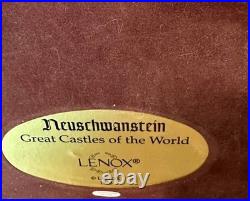 Neuschwanstein
Great Castles of the World
LENOX®